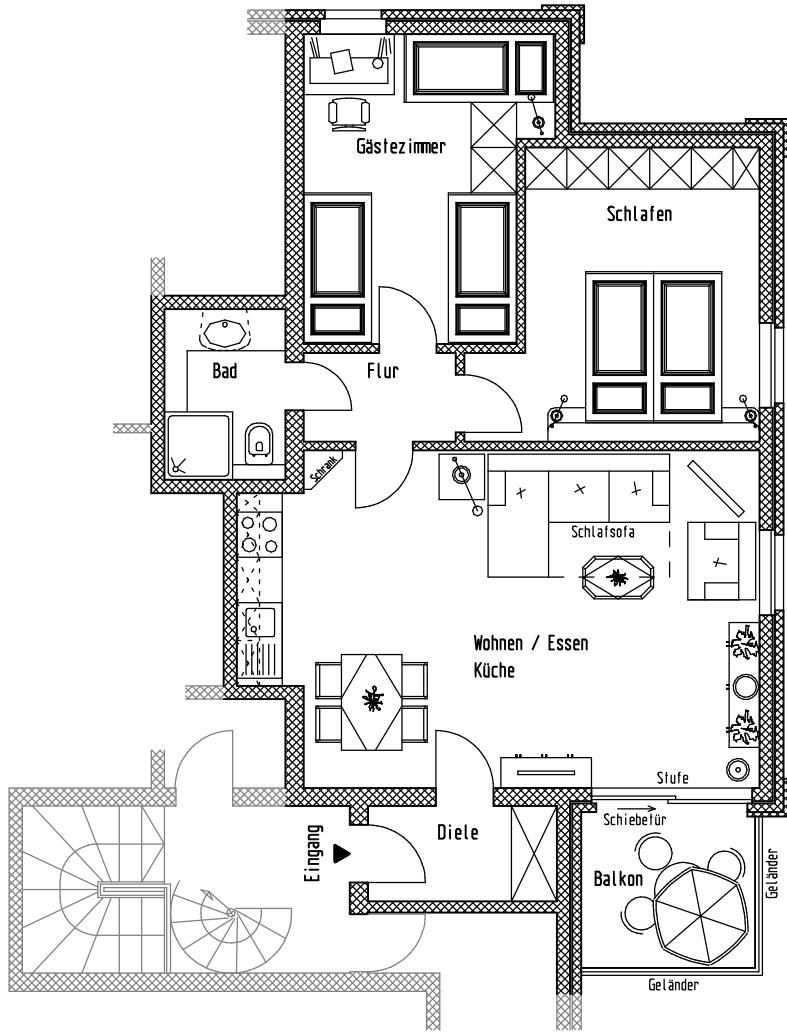 Gästezimmer
Schlafen
Bad
Flur
Schrank
Schlafsofa
Wohnen / Essen
Küche
Stufe
Schiebetür
Eingang
Diele
Balkon
Geländer
Geländer